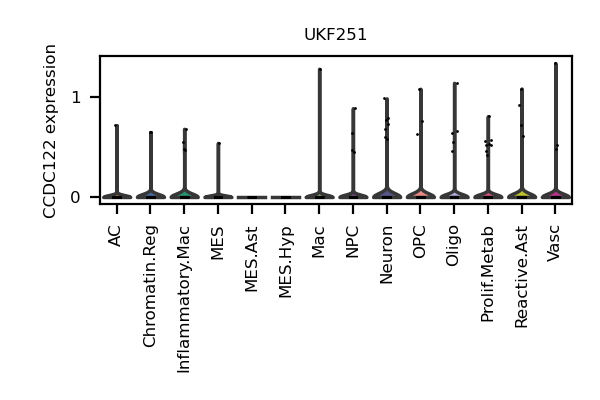 UKF251
CCDC122 expression
1
0
AC
Chromatin.Reg
Inflammatory.Mac
MES
MES.Ast
MES.Hyp
Mac
NPC
Neuron
OPC
Oligo
Prolif.Metab
Reactive.Ast
Vasc